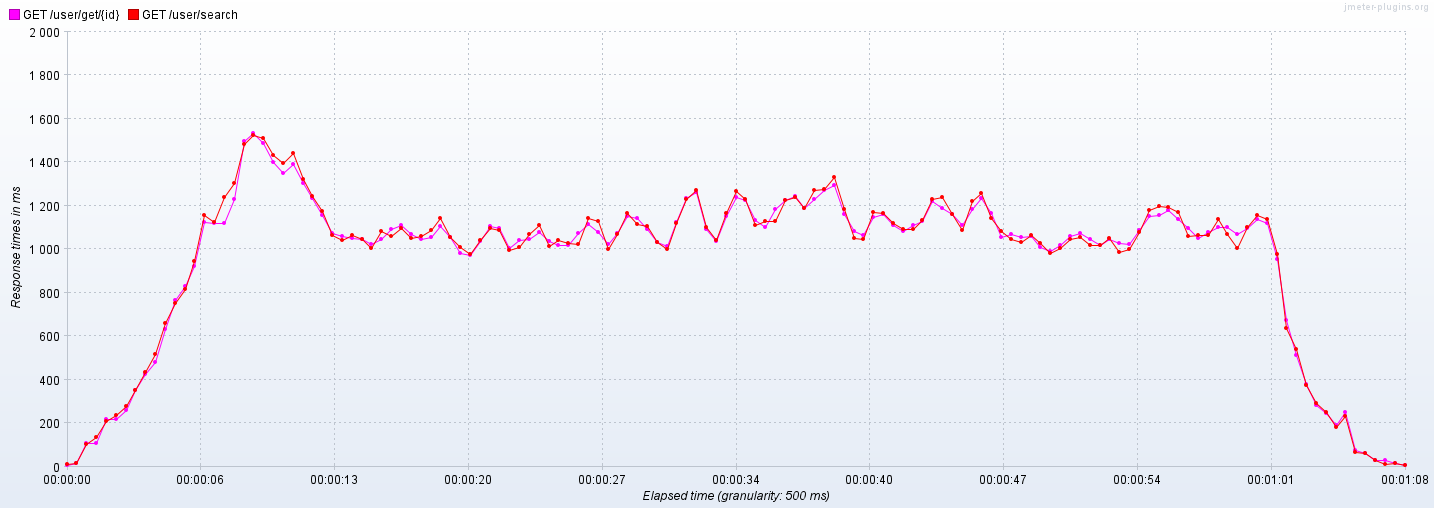 GET /user/get/{id} GET /user/search
jmeter-plugins.org
2 000
1 800
1 600
1 400
1 200
1 000
800
600
400
200
0
Response times in ms
00:00:00 00:00:06 00:00:13 00:00:20 00:00:27 00:00:34 00:00:40 00:00:47 00:00:54 00:01:01 00:01:08
Elapsed time (granularity: 500 ms)